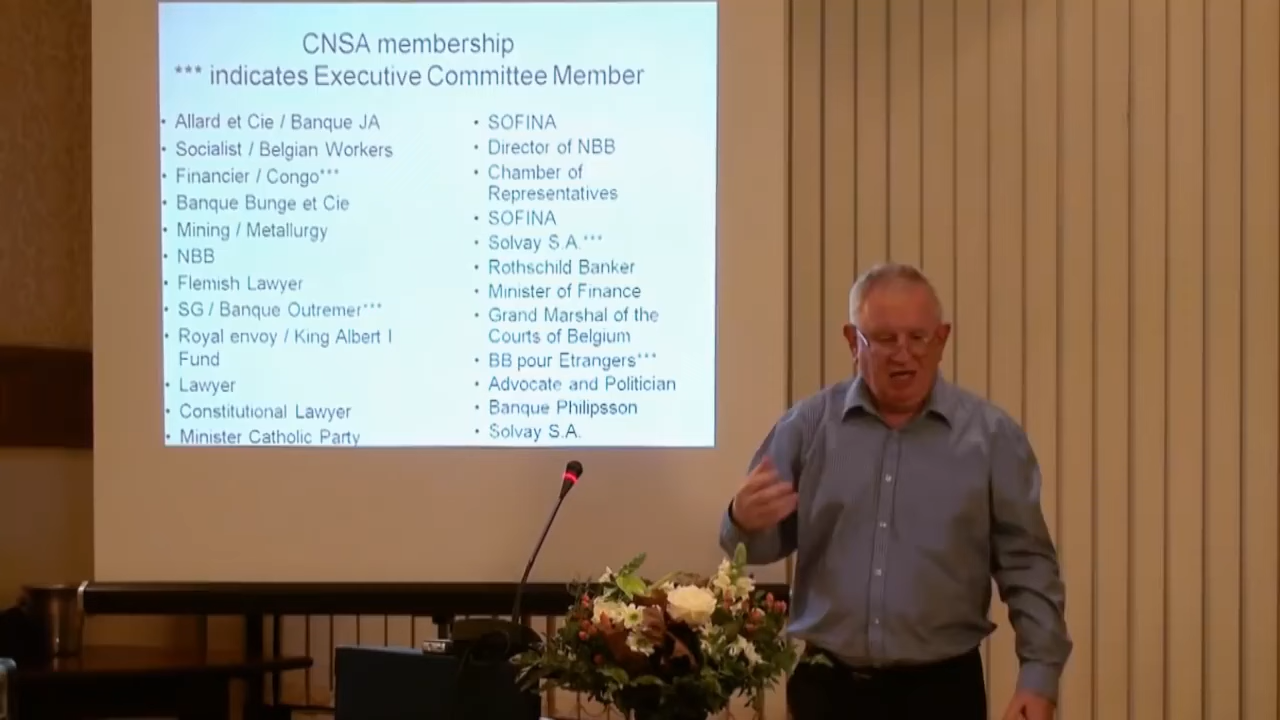 CNSA membership
*** indicates Executive Committee Member
• Allard et Cie / Banque JA
• Socialist / Belgian Workers
• Financier / Congo***
• Banque Bunge et Cie
• Mining / Metallurgy
• NBB
• Flemish Lawyer
• SG / Banque Outremer***
• Royal envoy / King Albert I
Fund
• Lawyer
• Constitutional Lawyer
• Minister Catholic Party
• SOFINA
• Director of NBB
• Chamber of
Representatives
• SOFINA
• Solvay S.A.***
• Rothschild Banker
• Minister of Finance
• Grand Marshal of the
Courts of Belgium
• BB pour Etrangers***
• Advocate and Politician
• Banque Philipsson
• Solvay S.A.